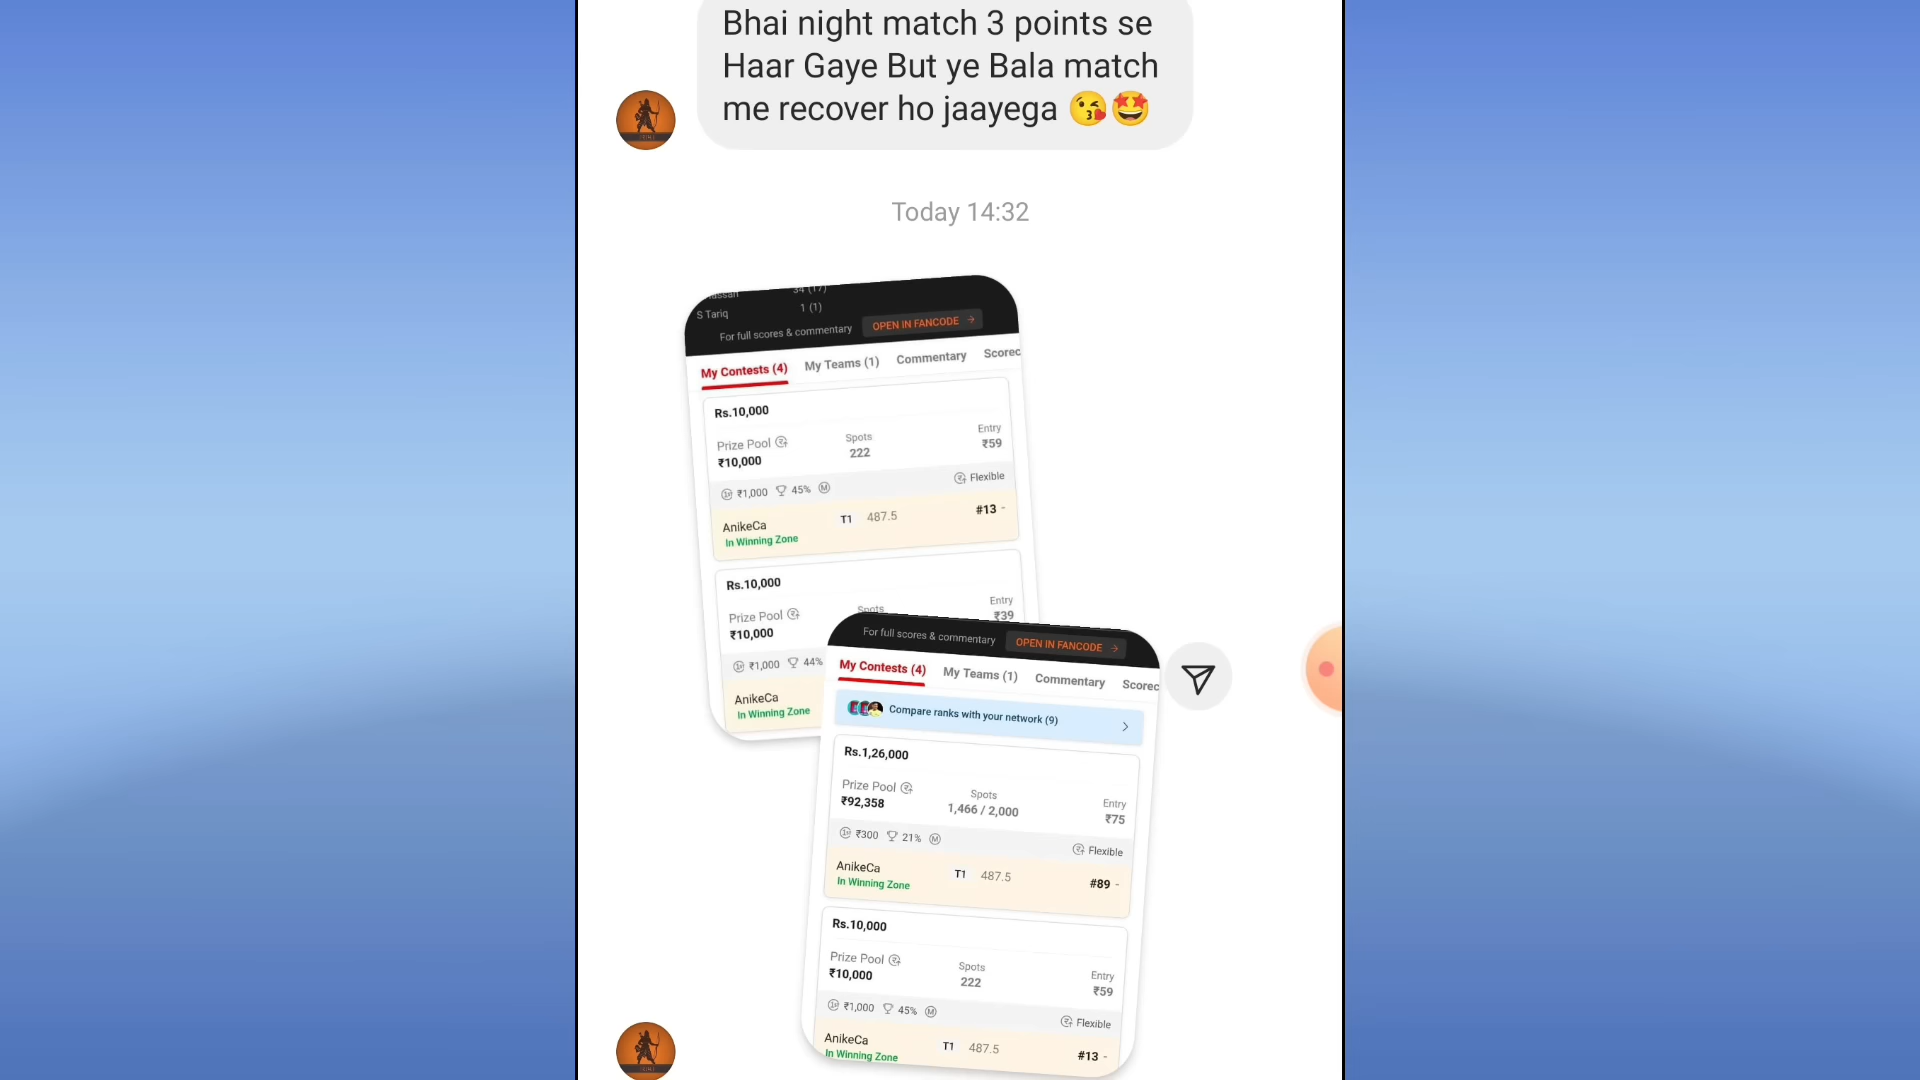 Bhai night match 3 points se
Haar Gaye But ye Bala match
me recover ho jaayega 😘🤩
Today 14:32
34 (17)
S Tariq 1 (1)
For full scores & commentary OPEN IN FANCODE
My Contests (4) My Teams (1) Commentary Scorec
Rs.10,000
Prize Pool Spots Entry
₹10,000 222 ₹59
₹1,000 45% M Flexible
AnikeCa T1 487.5 #13 -
In Winning Zone
Rs.10,000
Prize Pool Spots Entry
₹10,000 ₹39
₹1,000 44%
AnikeCa
In Winning Zone
For full scores & commentary OPEN IN FANCODE
My Contests (4) My Teams (1) Commentary Scorec
Compare ranks with your network (9)
Rs.1,26,000
Prize Pool Spots Entry
₹92,358 1,466 / 2,000 ₹75
₹300 21% M Flexible
AnikeCa T1 487.5 #89 -
In Winning Zone
Rs.10,000
Prize Pool Spots Entry
₹10,000 222 ₹59
₹1,000 45% M Flexible
AnikeCa T1 487.5 #13 -
In Winning Zone